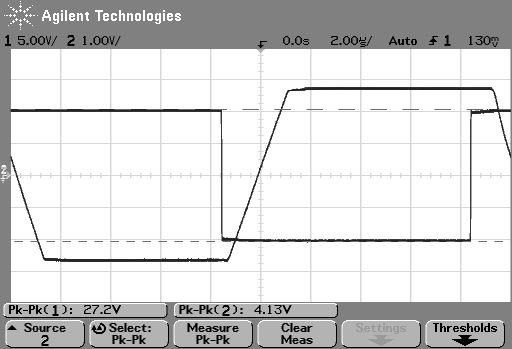 Agilent Technologies
1 5.00V/ 2 1.00V/ 0.0s 2.00㎲/ Auto 1 130mV
Pk-Pk(1): 27.2V Pk-Pk(2): 4.13V
Source 2 Select: Pk-Pk Measure Pk-Pk Clear Meas Settings Thresholds